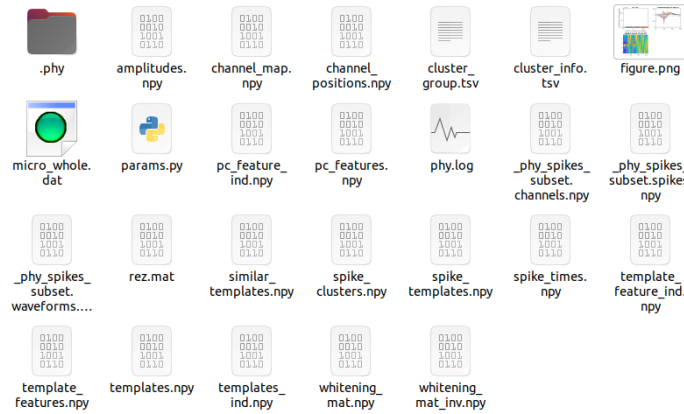 .phy
amplitudes.
npy
channel_map.
npy
channel_
positions.npy
cluster_
group.tsv
cluster_info.
tsv
figure.png
micro_whole.
dat
params.py
pc_feature_
ind.npy
pc_features.
npy
phy.log
_phy_spikes_
subset.
channels.npy
_phy_spikes_
subset.spikes
npy
_phy_spikes_
subset.
waveforms....
rez.mat
similar_
templates.npy
spike_
clusters.npy
spike_
templates.npy
spike_times.
npy
template_
feature_ind.
npy
template_
features.npy
templates.npy
templates_
ind.npy
whitening_
mat.npy
whitening_
mat_inv.npy